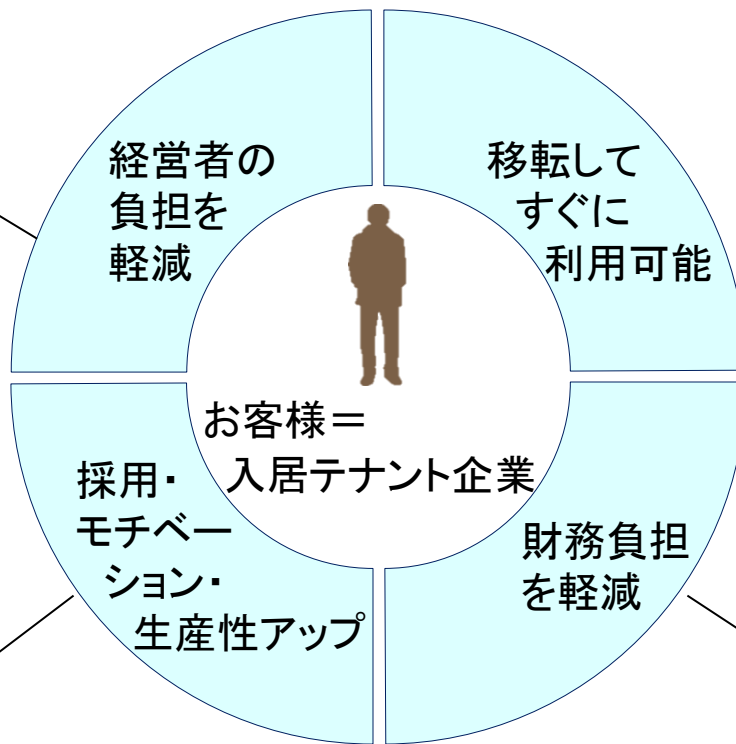 経営者の
負担を
軽減
移転して
すぐに
利用可能
お客様＝
入居テナント企業
採用・
モチベー
ション・
生産性アップ
財務負担
を軽減